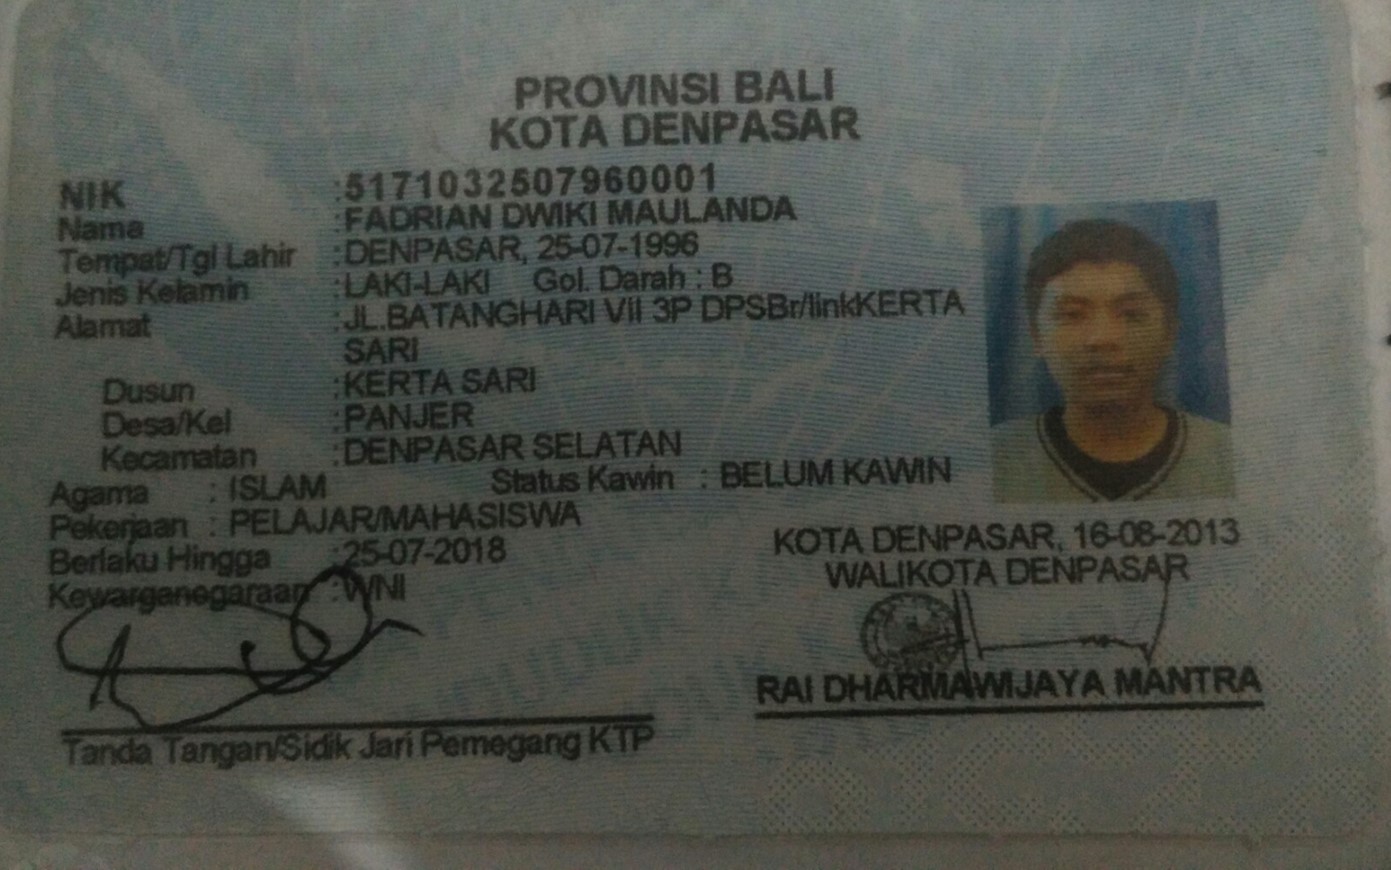 PROVINSI BALI
KOTA DENPASAR
NIK :5171032507960001
Nama :FADRIAN DWIKI MAULANDA
Tempat/Tgl Lahir :DENPASAR, 25-07-1996
Jenis Kelamin :LAKI-LAKI Gol. Darah : B
Alamat :JL.BATANGHARI VII 3P DPSBr/linkKERTA
SARI
Dusun :KERTA SARI
Desa/Kel :PANJER
Kecamatan :DENPASAR SELATAN
Agama : ISLAM Status Kawin : BELUM KAWIN
Pekerjaan : PELAJAR/MAHASISWA
Berlaku Hingga :25-07-2018
Kewarganegaraan :WNI
KOTA DENPASAR, 16-08-2013
WALIKOTA DENPASAR
RAI DHARMAWIJAYA MANTRA
Tanda Tangan/Sidik Jari Pemegang KTP